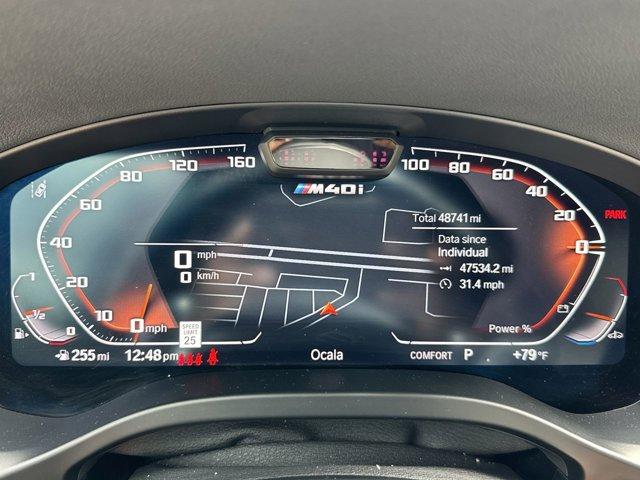 80 120 160
60
40
20
10
0 mph
M40i
100 80 60
40
20
0
PARK
Total 48741 mi
Data since
Individual
47534.2 mi
31.4 mph
0 mph
0 km/h
1
1/2
0
SPEED
LIMIT
25
Power %
255 mi 12:48 pm
Ocala
COMFORT P +79°F